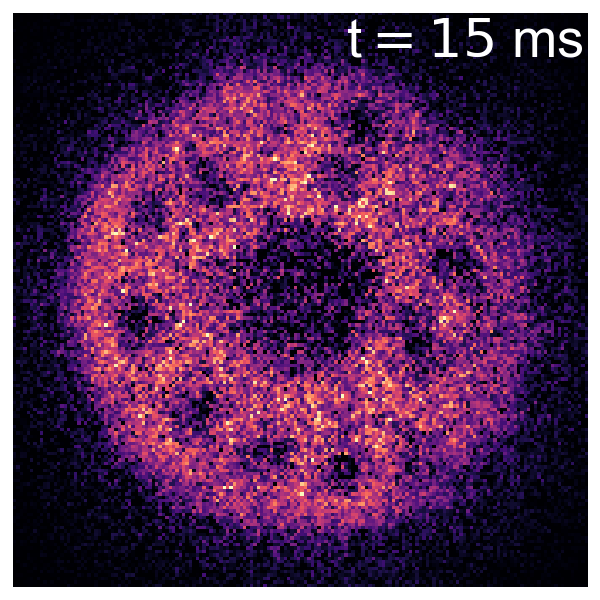 t = 15 ms